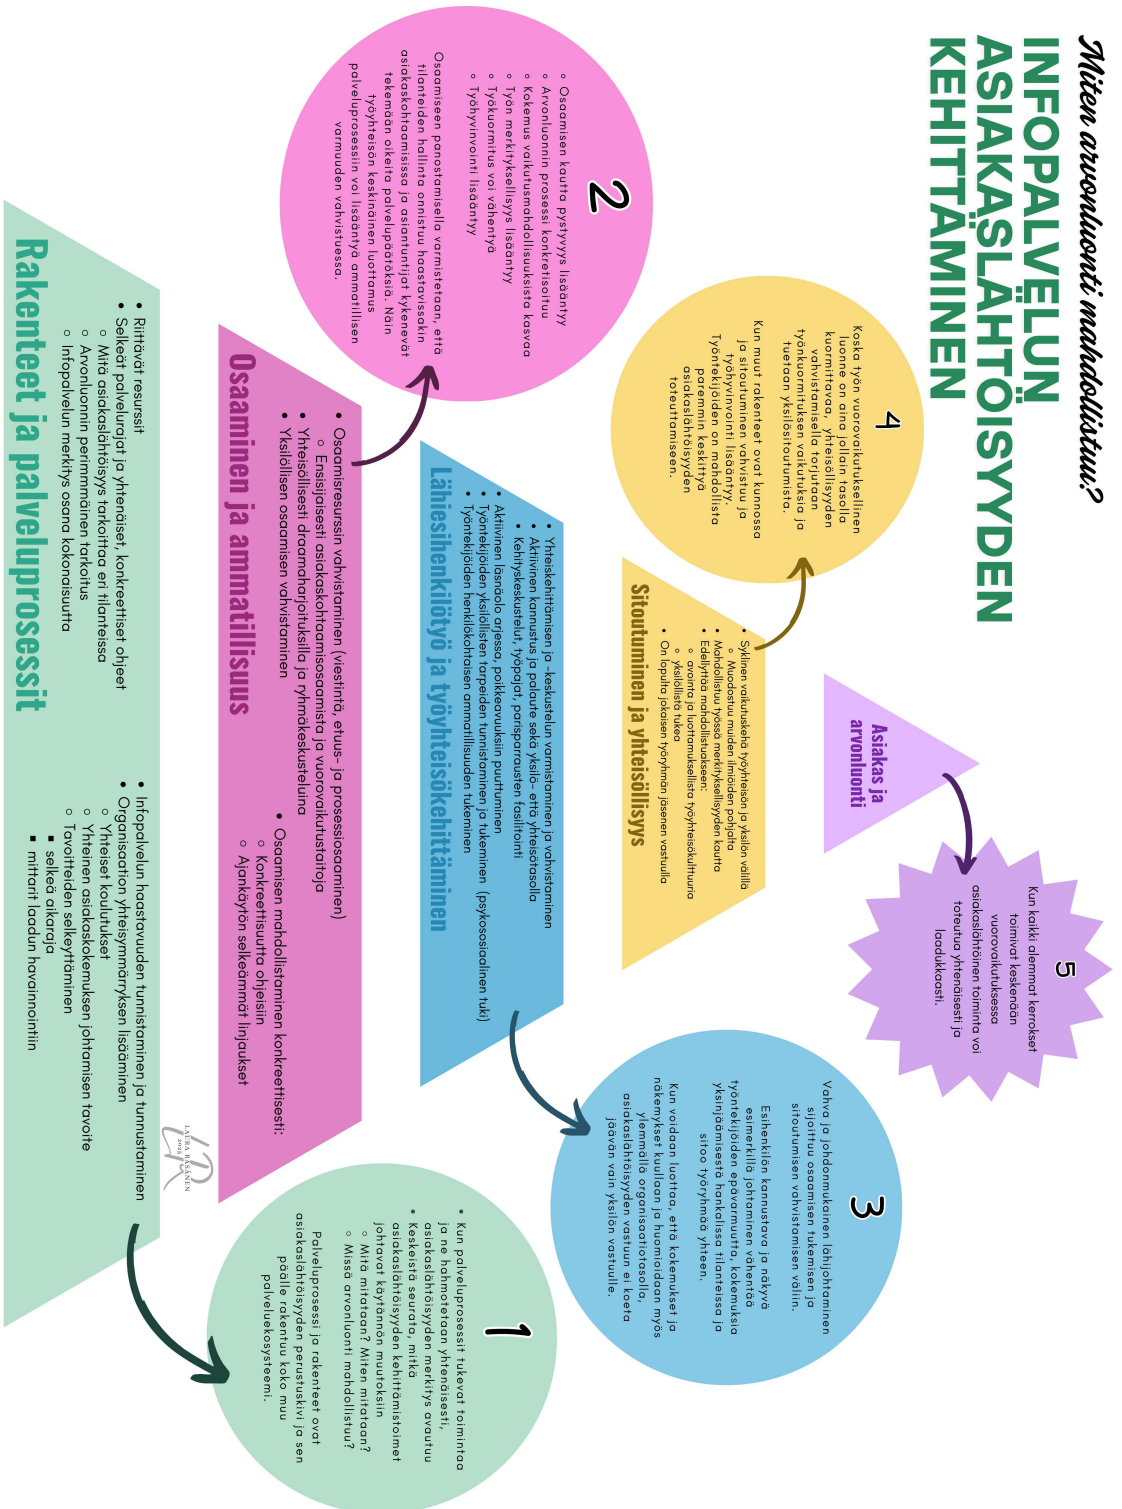 Miten arvonluonti mahdollistuu?
INFOPALVELUN
ASIAKASLÄHTÖISYYDEN
KEHITTÄMINEN
5
Kun kaikki alemmat kerrokset
toimivat keskenään
vuorovaikutuksessa
asiakaslähtöinen toiminta voi
toteutua yhtenäisesti ja
laadukkaasti.
Asiakas ja
arvonluonti
4
Koska työn vuorovaikutuksellinen
luonne on aina jollain tasolla
kuormittavaa, yhteisöllisyyden
vahvistamisella torjutaan
työnkuormituksen vaikutuksia ja
tuetaan yksilösitoutumista.
Kun muut rakenteet ovat kunnossa
ja sitoutuminen vahvistuu ja
työhyvinvointi lisääntyy.
Työntekijöiden on mahdollista
paremmin keskittyä
asiakaslähtöisyyden
toteuttamiseen.
• Syklinen vaikutuskehä työyhteisön ja yksilön välillä
○ Muodostuu muiden ilmiöiden pohjalta
• Mahdollistuu työssä merkityksellisyyden kautta
• Edellyttää mahdollistuakseen:
○ avointa ja luottamuksellista työyhteisökulttuuria
○ yksilöllistä tukea
• On lopulta jokaisen työryhmän jäsenen vastuulla
Sitoutuminen ja yhteisöllisyys
3
Vahva ja johdonmukainen lähijohtaminen
sijoittuu osaamisen tukemisen ja
sitoutumisen vahvistamisen väliin.
Esihenkilön kannustava ja näkyvä
esimerkillä johtaminen vähentää
työntekijöiden epävarmuutta, kokemuksia
yksinjäämisestä hankalissa tilanteissa ja
sitoo työryhmää yhteen.
Kun voidaan luottaa, että kokemukset ja
näkemykset kuullaan ja huomioidaan myös
ylemmällä organisaatiotasolla,
asiakaslähtöisyyden vastuun ei koeta
jäävän vain yksilön vastuulle.
• Yhteiskehittämisen ja -keskustelun varmistaminen ja vahvistaminen
• Aktiivinen kannustus ja palaute sekä yksilö- että yhteisötasolla
• Kehityskeskustelut, työpajat, parisparrausten fasilitointi
• Aktiivinen läsnäolo arjessa, poikkeavuuksiin puuttuminen
• Työntekijöiden yksilöllisten tarpeiden tunnistaminen ja tukeminen (psykososiaalinen tuki)
• Työntekijöiden henkilökohtaisen ammatillisuuden tukeminen
Lähiesihenkilötyö ja työyhteisökehittäminen
2
○ Osaamisen kautta pystyvyys lisääntyy
○ Arvonluonnin prosessi konkretisoituu
○ Kokemus vaikutusmahdollisuuksista kasvaa
○ Työn merkityksellisyys lisääntyy
○ Työkuormitus voi vähentyä
○ Työhyvinvointi lisääntyy
Osaamiseen panostamisella varmistetaan, että
tilanteiden hallinta onnistuu haastavissakin
asiakaskohtaamisissa ja asiantuntijat kykenevät
tekemään oikeita palvelupäätöksiä. Näin
työyhteisön keskinäinen luottamus
palveluprosessiin voi lisääntyä ammatillisen
varmuuden vahvistuessa.
• Osaamisresurssin vahvistaminen (viestintä, etuus- ja prosessiosaaminen)
○ Ensisijaisesti asiakaskohtaamisosaamista ja vuorovaikutustaitoja
• Yhteisöllisesti draamaharjoituksilla ja ryhmäkeskusteluina
• Yksilöllisen osaamisen vahvistaminen
• Osaamisen mahdollistaminen konkreettisesti:
○ Konkreettisuutta ohjeisiin
○ Ajankäytön selkeämmät linjaukset
Osaaminen ja ammatillisuus
1
• Kun palveluprosessit tukevat toimintaa
ja ne hahmotetaan yhtenäisesti,
asiakaslähtöisyyden merkitys avautuu
• Keskeistä seurata, mitkä
asiakaslähtöisyyden kehittämistoimet
johtavat käytännön muutoksiin
○ Mitä mitataan? Miten mitataan?
○ Missä arvonluonti mahdollistuu?
Palveluprosessi ja rakenteet ovat
asiakaslähtöisyyden peruskivi ja sen
päälle rakentuu koko muu
palveluekosysteemi.
LAURA RÄSÄNEN
2023
• Riittävät resurssit
• Selkeät palvelurajat ja yhtenäiset, konkreettiset ohjeet
○ Mitä asiakaslähtöisyys tarkoittaa eri tilanteissa
○ Arvonluonnin perimmäinen tarkoitus
○ Infopalvelun merkitys osana kokonaisuutta
• Infopalvelun haastavuuden tunnistaminen ja tunnustaminen
• Organisaation yhteisymmärryksen lisääminen
○ Yhteiset koulutukset
○ Yhteinen asiakaskokemuksen johtamisen tavoite
○ Tavoitteiden selkeyttäminen
▪ selkeä aikaraja
▪ mittarit laadun havainnointiin
Rakenteet ja palveluprosessit